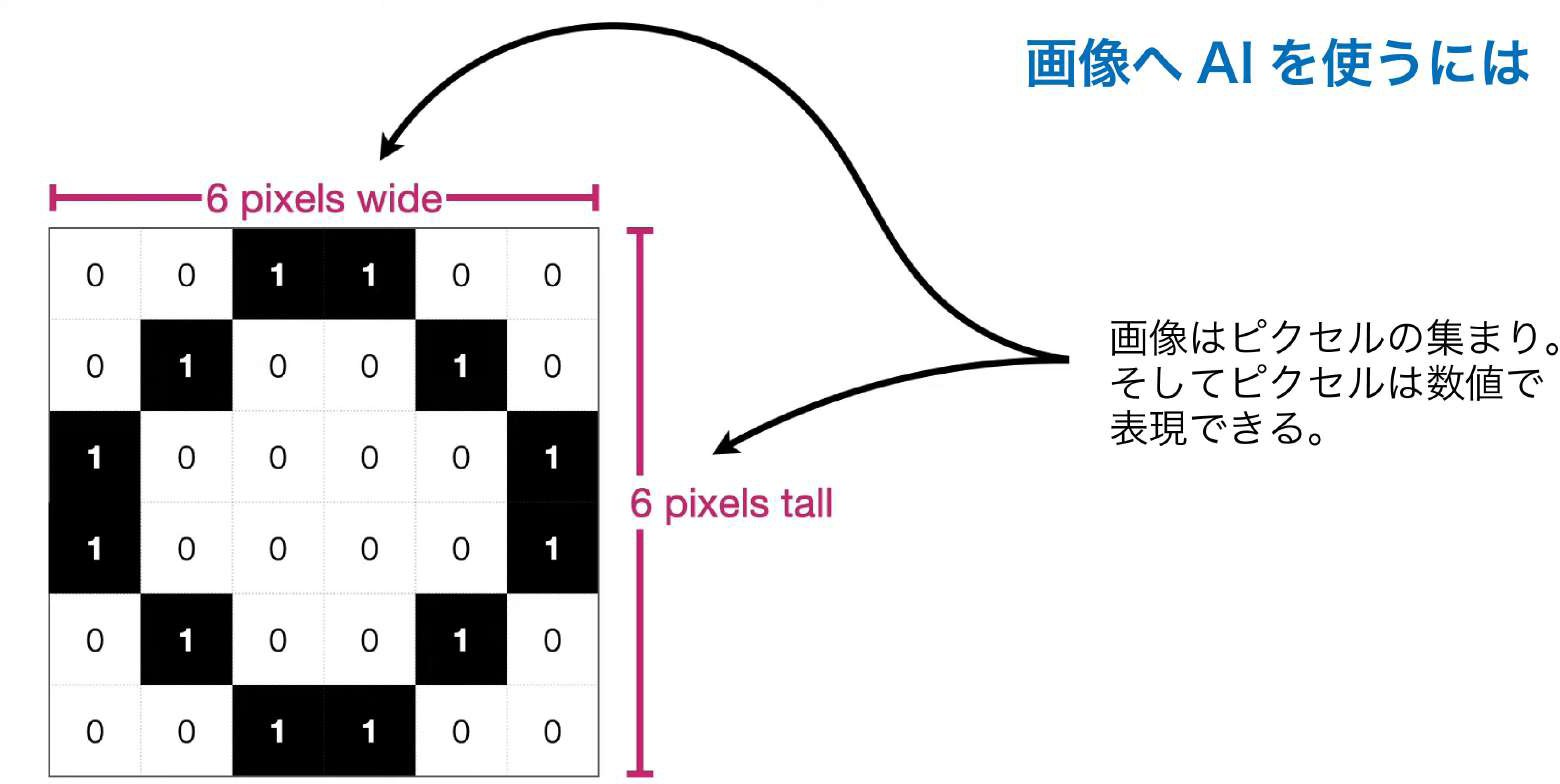 画像へ AI を使うには
6 pixels wide
0 0 1 1 0 0
0 1 0 0 1 0
1 0 0 0 0 1
1 0 0 0 0 1
0 1 0 0 1 0
0 0 1 1 0 0
6 pixels tall
画像はピクセルの集まり。
そしてピクセルは数値で
表現できる。